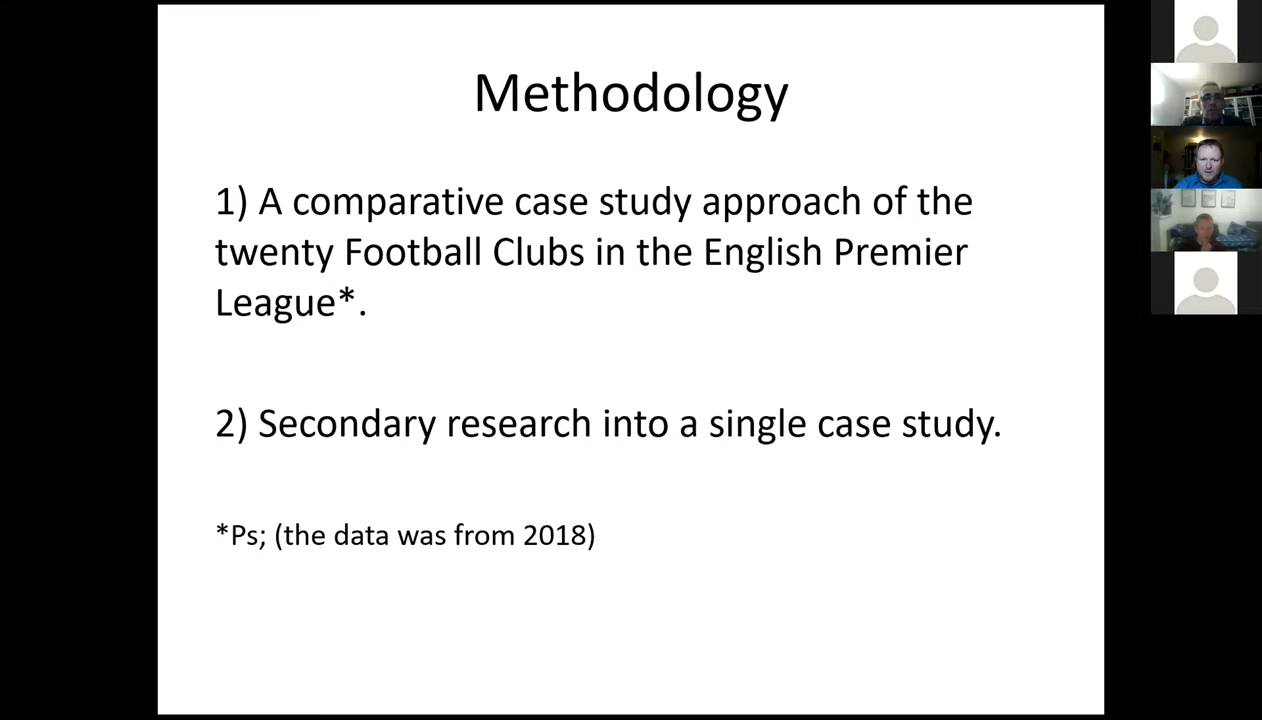 Methodology
1) A comparative case study approach of the
twenty Football Clubs in the English Premier
League*.
2) Secondary research into a single case study.
*Ps; (the data was from 2018)